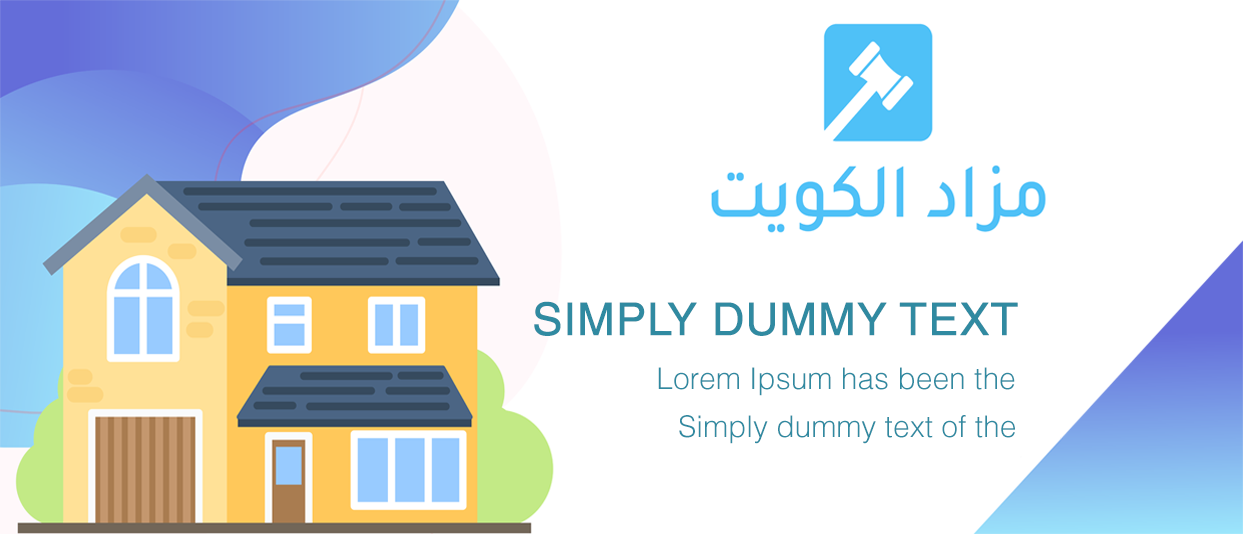 مزاد الكويت
SIMPLY DUMMY TEXT
Lorem Ipsum has been the
Simply dummy text of the